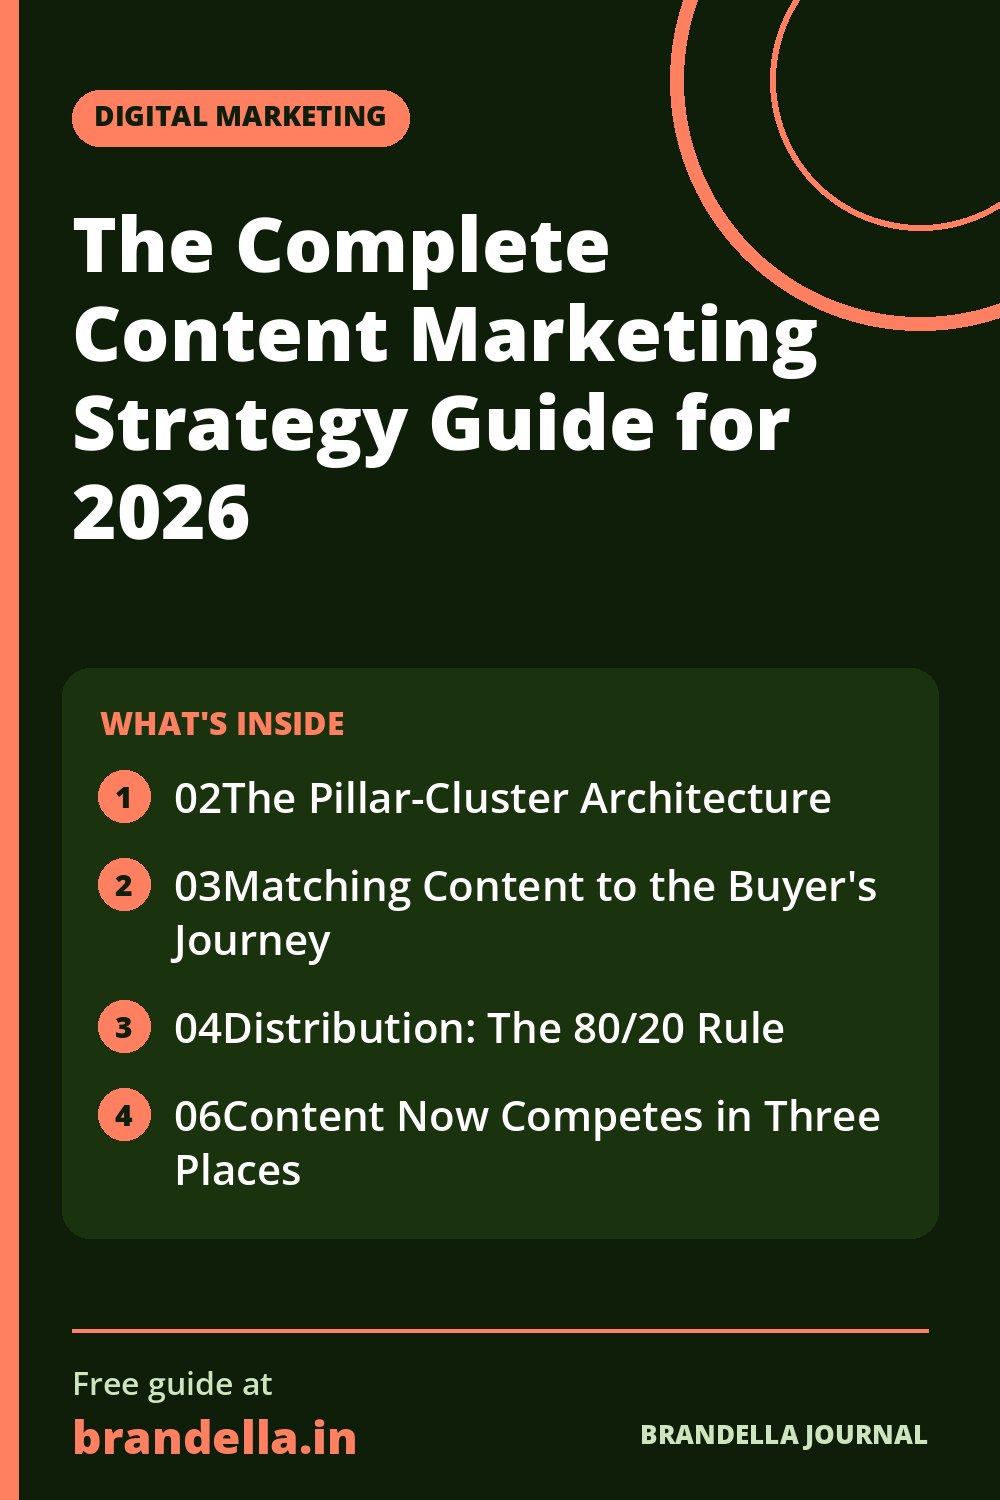 DIGITAL MARKETING
The Complete
Content Marketing
Strategy Guide for
2026
WHAT'S INSIDE
1 02The Pillar-Cluster Architecture
2 03Matching Content to the Buyer's
Journey
3 04Distribution: The 80/20 Rule
4 06Content Now Competes in Three
Places
Free guide at
brandella.in
BRANDELLA JOURNAL